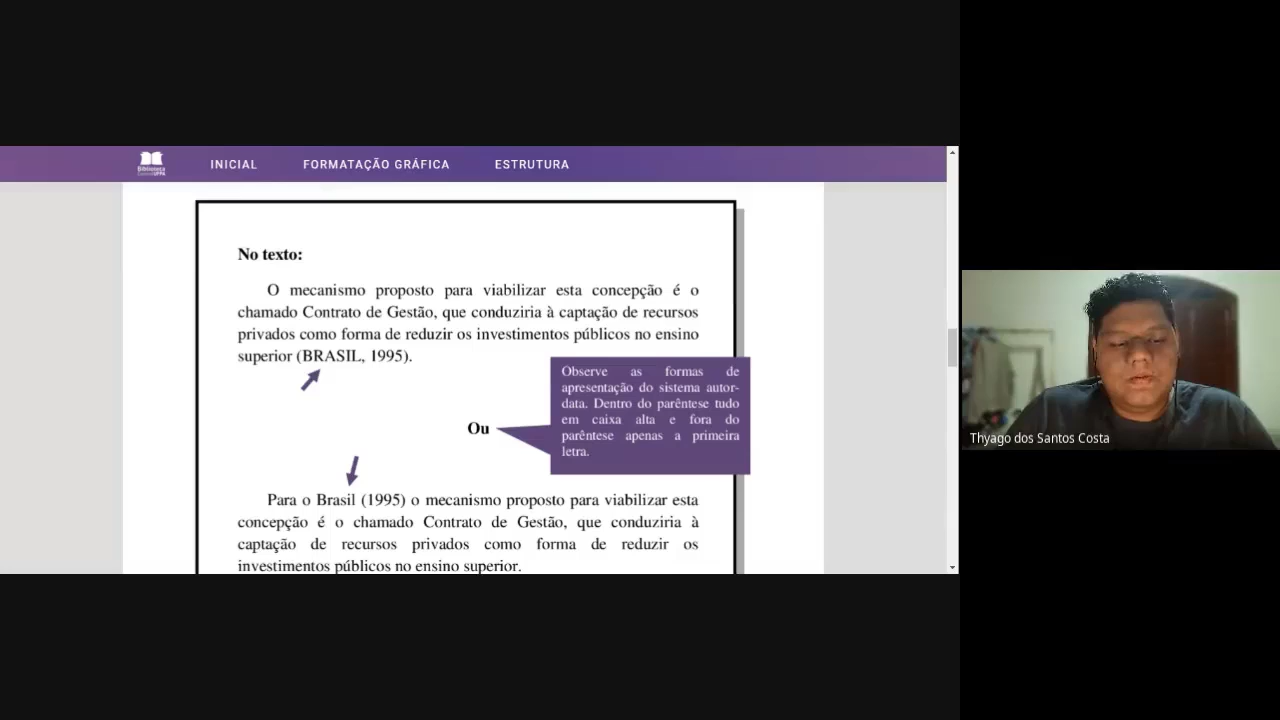 INICIAL
FORMATAÇÃO GRÁFICA
ESTRUTURA
No texto:
O mecanismo proposto para viabilizar esta concepção é o
chamado Contrato de Gestão, que conduziria à captação de recursos
privados como forma de reduzir os investimentos públicos no ensino
superior (BRASIL, 1995).
Observe as formas de
apresentação do sistema autor-
data. Dentro do parêntese tudo
em caixa alta e fora do
parêntese apenas a primeira
letra.
Ou
Para o Brasil (1995) o mecanismo proposto para viabilizar esta
concepção é o chamado Contrato de Gestão, que conduziria à
captação de recursos privados como forma de reduzir os
investimentos públicos no ensino superior.
Thyago dos Santos Costa